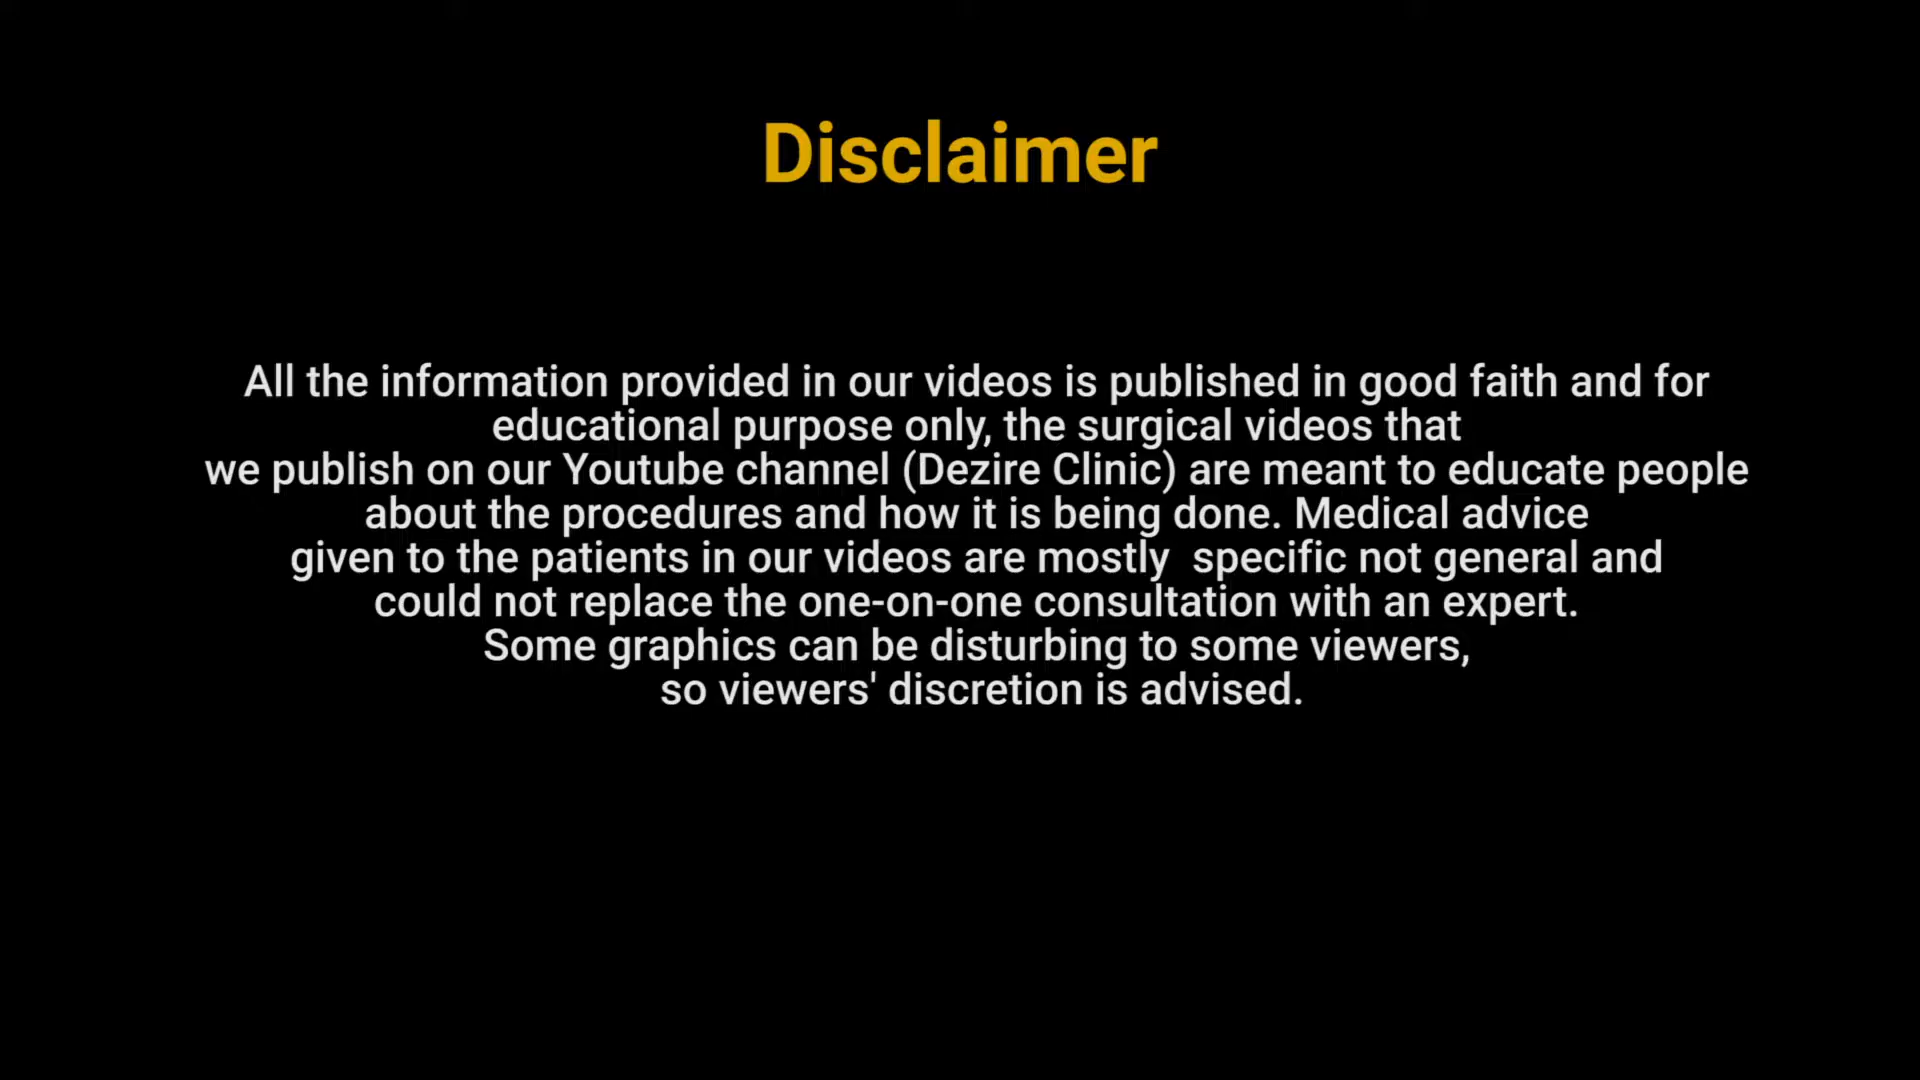 Disclaimer
All the information provided in our videos is published in good faith and for
educational purpose only, the surgical videos that
we publish on our Youtube channel (Dezire Clinic) are meant to educate people
about the procedures and how it is being done. Medical advice
given to the patients in our videos are mostly  specific not general and
could not replace the one-on-one consultation with an expert.
Some graphics can be disturbing to some viewers,
so viewers' discretion is advised.